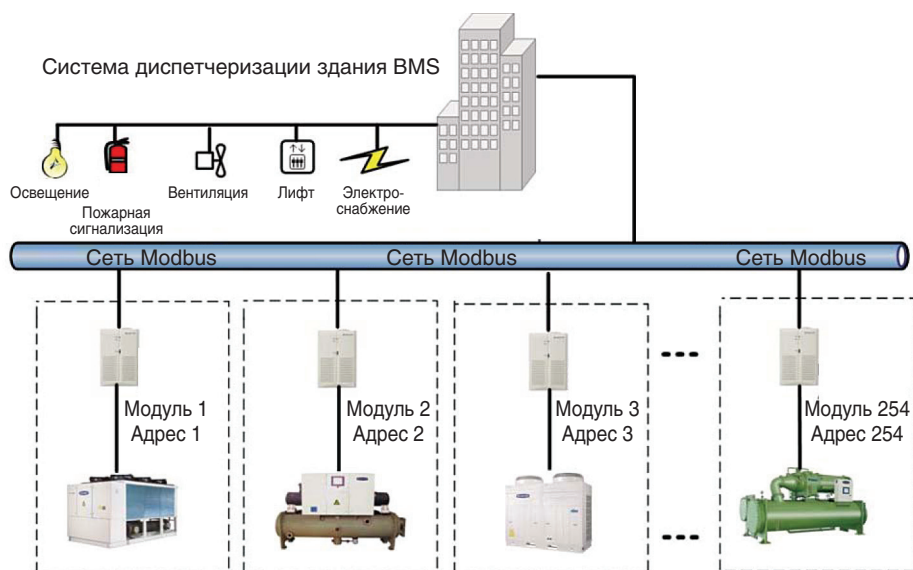 Система диспетчеризации здания BMS
Освещение
Пожарная
сигнализация
Вентиляция
Лифт
Электро-
снабжение
Сеть Modbus
Сеть Modbus
Сеть Modbus
Модуль 1
Адрес 1
Модуль 2
Адрес 2
Модуль 3
Адрес 3
Модуль 254
Адрес 254